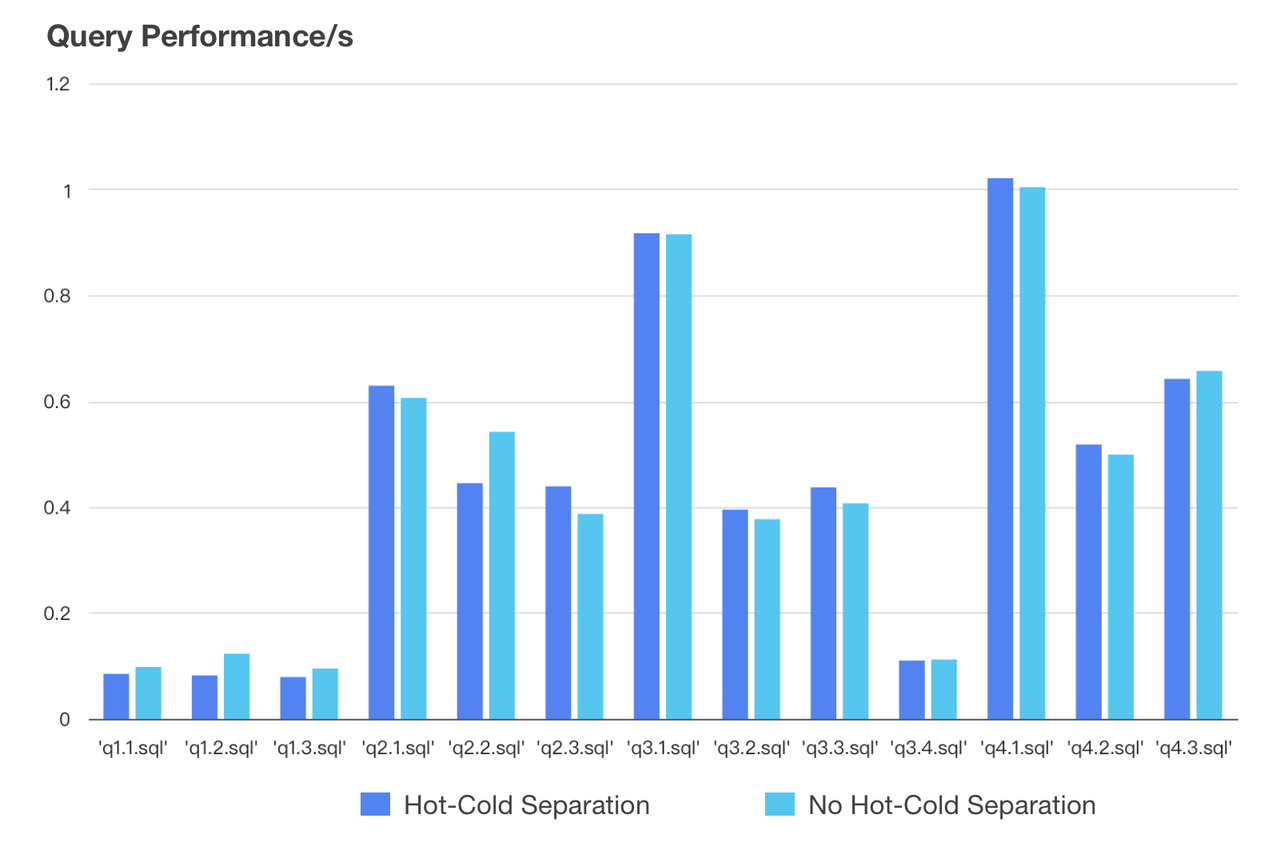 Query Performance/s
1.2
1
0.8
0.6
0.4
0.2
0
'q1.1.sql' 'q1.2.sql' 'q1.3.sql' 'q2.1.sql' 'q2.2.sql' 'q2.3.sql' 'q3.1.sql' 'q3.2.sql' 'q3.3.sql' 'q3.4.sql' 'q4.1.sql' 'q4.2.sql' 'q4.3.sql'
Hot-Cold Separation No Hot-Cold Separation